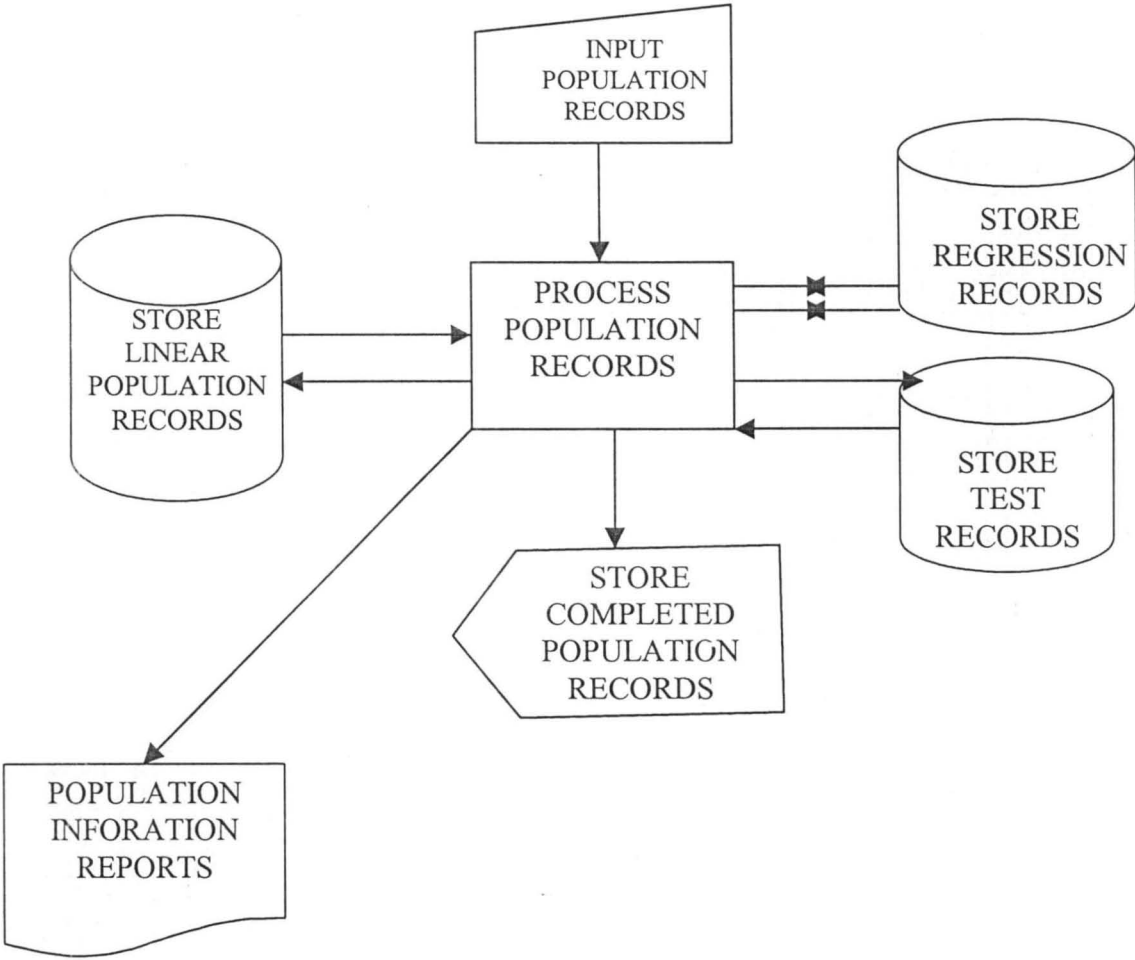 INPUT
POPULATION
RECORDS
STORE
REGRESSION
RECORDS
PROCESS
POPULATION
RECORDS
STORE
LINEAR
POPULATION
RECORDS
STORE
TEST
RECORDS
STORE
COMPLETED
POPULATION
RECORDS
POPULATION
INFORATION
REPORTS